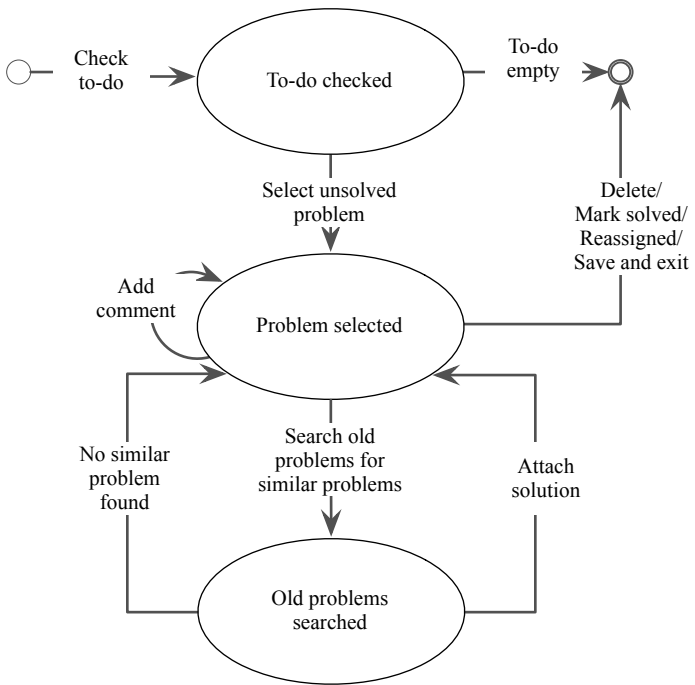 Check
to-do
To-do checked
To-do
empty
Select unsolved
problem
Delete/
Mark solved/
Reassigned/
Save and exit
Add
comment
Problem selected
No similar
problem
found
Search old
problems for
similar problems
Attach
solution
Old problems
searched